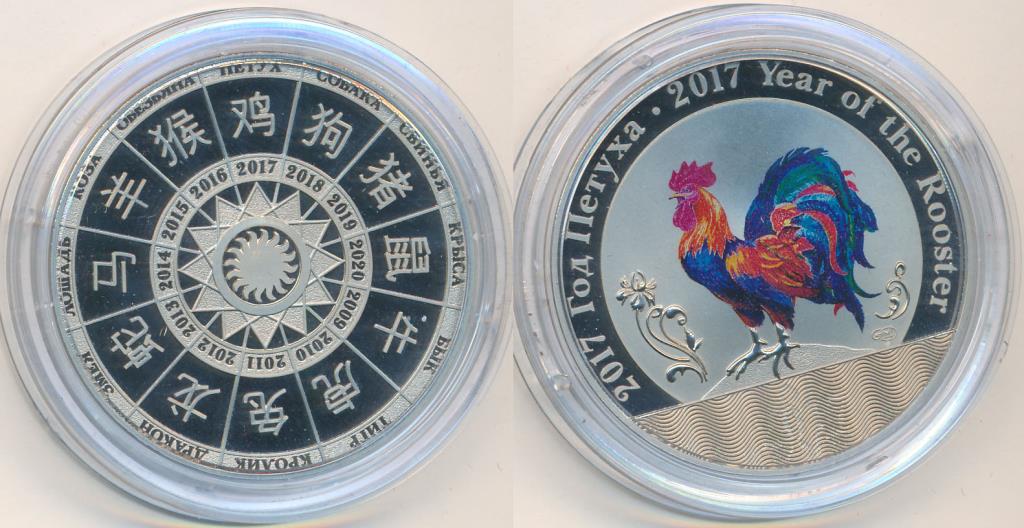 ПЕТУХ
СОБАКА
СВИНЬЯ
КРЫСА
БЫК
ТИГР
КРОЛИК
ДРАКОН
ЗМЕЯ
ЛОШАДЬ
КОЗА
ОБЕЗЬЯНА
鸡
狗
猪
鼠
牛
虎
兔
龙
蛇
马
羊
猴
2017
2018
2019
2020
2009
2010
2011
2012
2013
2014
2015
2016
2017 Год Петуха · 2017 Year of the Rooster